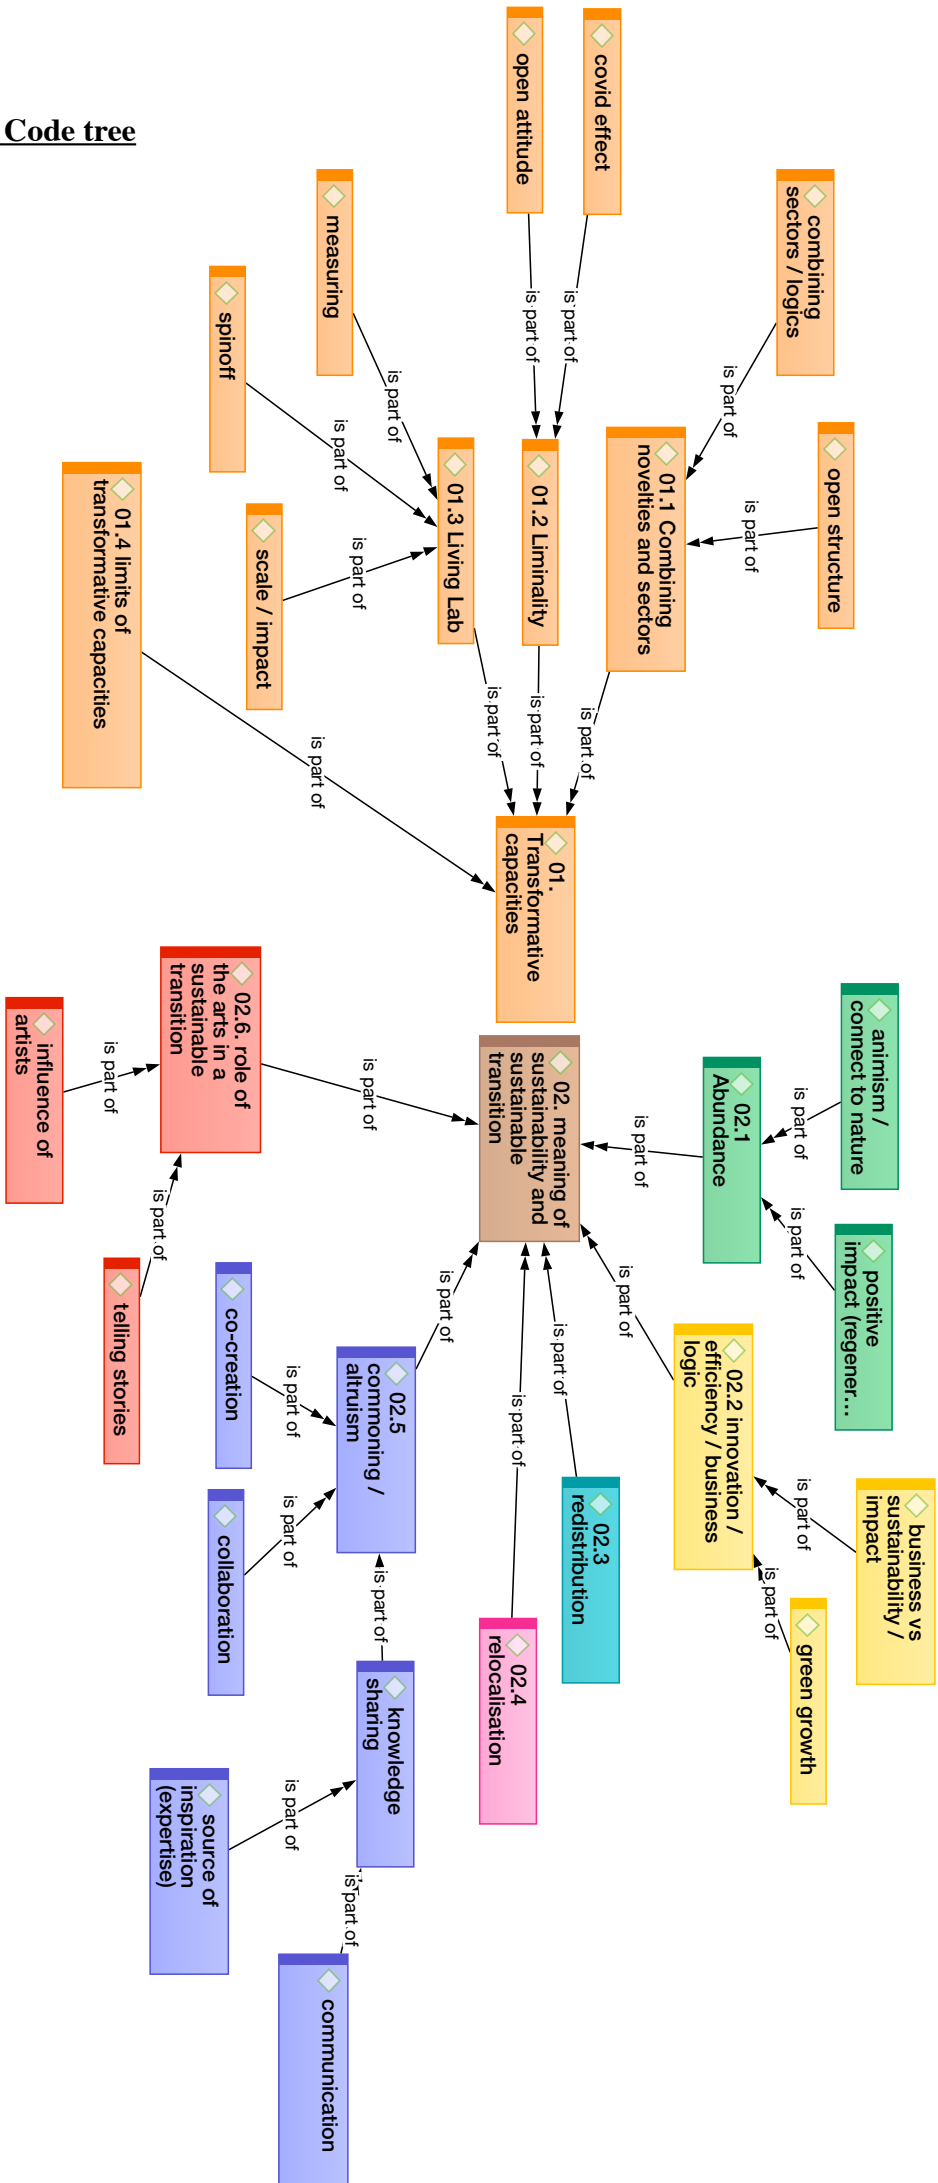 Code tree
covid effect
open attitude
is part of
is part of
combining
sectors / logics
open structure
is part of
is part of
measuring
spinoff
scale / impact
is part of
is part of
is part of
01.1 Combining
novelties and sectors
01.2 Liminality
01.3 Living Lab
01.4 limits of
transformative capacities
is part of
is part of
is part of
is part of
01.
Transformative
capacities
animism /
connect to nature
positive
impact (regener...
is part of
is part of
02.1
Abundance
is part of
02. meaning of
sustainability and
sustainable
transition
02.6. role of
the arts in a
sustainable
transition
is part of
influence of
artists
is part of
telling stories
is part of
business vs
sustainability /
impact
green growth
is part of
is part of
02.2 innovation /
efficiency / business
logic
is part of
02.3
redistribution
is part of
02.4
relocalisation
is part of
02.5
commoning /
altruism
is part of
co-creation
is part of
collaboration
is part of
knowledge
sharing
is part of
source of
inspiration
(expertise)
is part of
communication
is part of